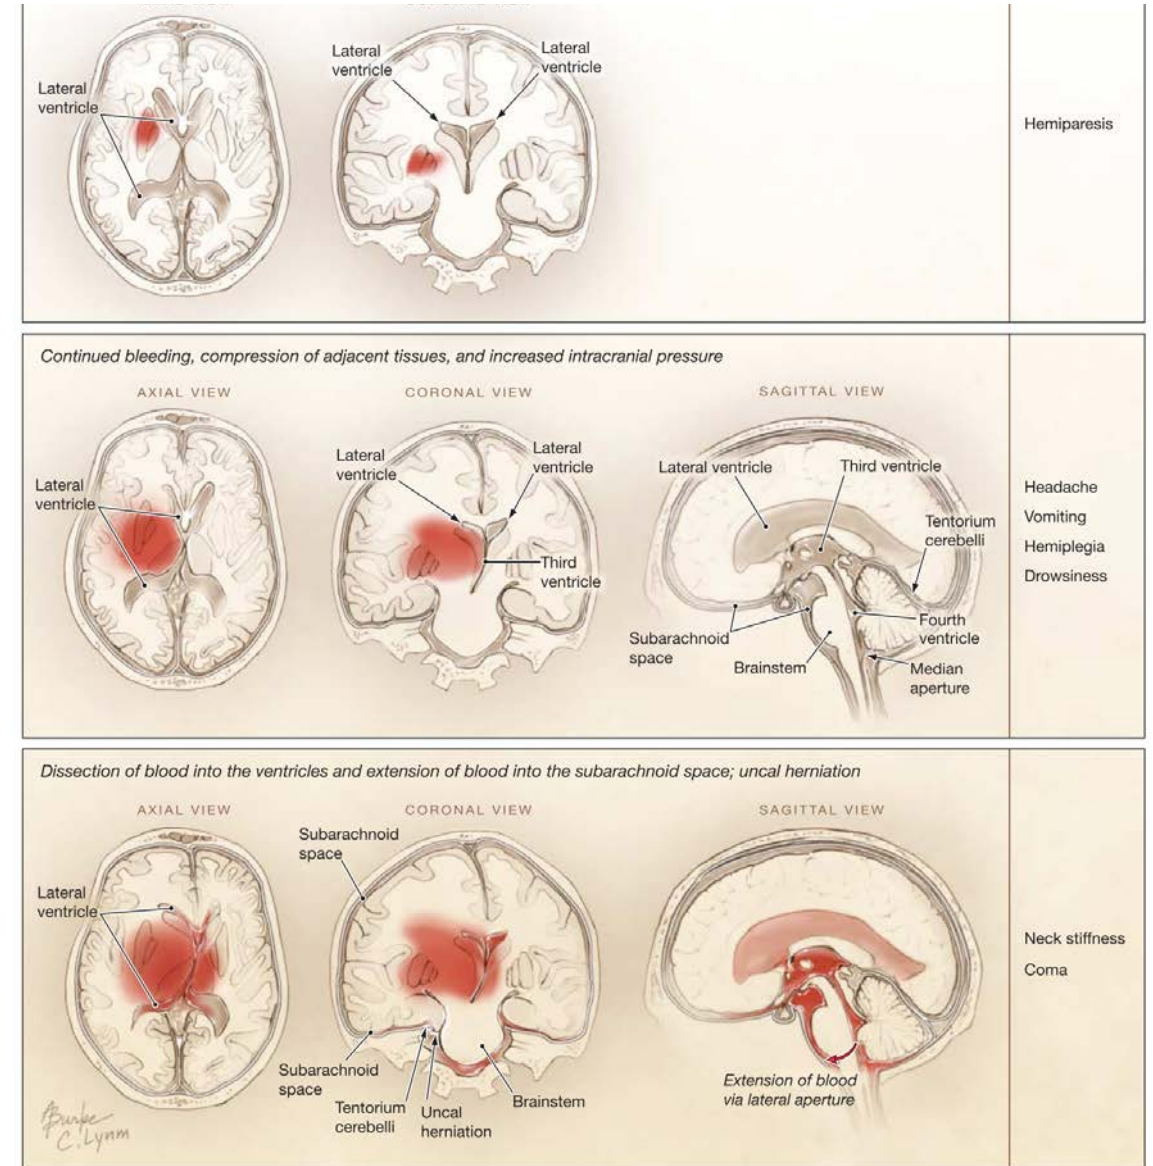 Lateral
ventricle
Lateral
ventricle
Lateral
ventricle
Hemiparesis
Continued bleeding, compression of adjacent tissues, and increased intracranial pressure
AXIAL VIEW
CORONAL VIEW
SAGITTAL VIEW
Lateral
ventricle
Lateral
ventricle
Lateral
ventricle
Third
ventricle
Lateral ventricle
Third ventricle
Tentorium
cerebelli
Subarachnoid
space
Brainstem
Fourth
ventricle
Median
aperture
Headache
Vomiting
Hemiplegia
Drowsiness
Dissection of blood into the ventricles and extension of blood into the subarachnoid space; uncal herniation
AXIAL VIEW
CORONAL VIEW
SAGITTAL VIEW
Lateral
ventricle
Subarachnoid
space
Subarachnoid
space
Tentorium
cerebelli
Uncal
herniation
Brainstem
Extension of blood
via lateral aperture
Neck stiffness
Coma
C. Lynm